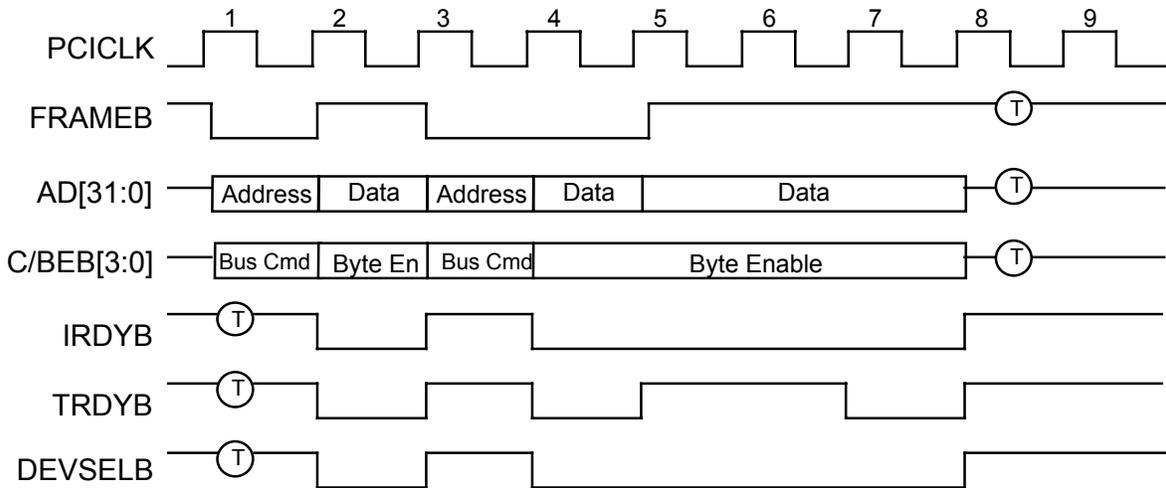 1 2 3 4 5 6 7 8 9
PCICLK
FRAMEB T
AD[31:0] Address Data Address Data Data T
C/BEB[3:0] Bus Cmd Byte En Bus Cmd Byte Enable T
IRDYB T
TRDYB T
DEVSELB T